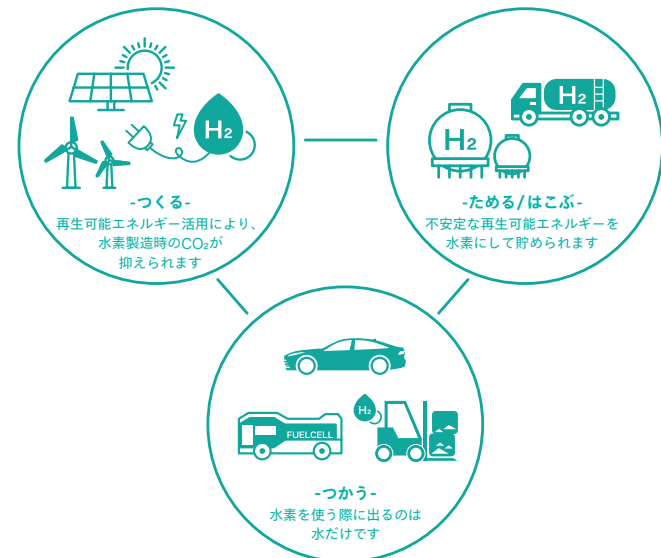 H₂
-つくる-
再生可能エネルギー活用により、
水素製造時のCO₂が
抑えられます
H₂
H₂
-ためる/はこぶ-
不安定な再生可能エネルギーを
水素にして貯められます
H₂
FUELCELL
-つかう-
水素を使う際に出るのは
水だけです